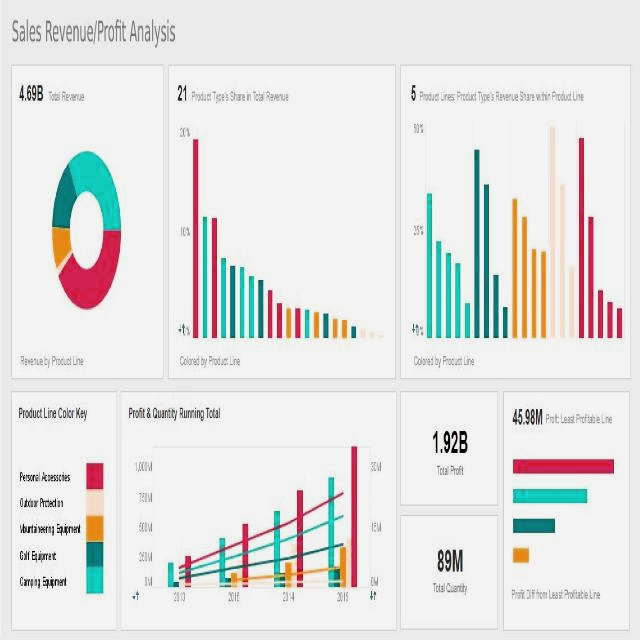 Sales Revenue/Profit Analysis
4.69B Total Revenue
Revenue by Product Line
21 Product Type's Share in Total Revenue
20%
10%
Colored by Product Line
5 Product Lines: Product Type's Revenue Share within Product Line
50%
25%
Colored by Product Line
Product Line Color Key
Personal Accessories
Outdoor Protection
Mountaineering Equipment
Golf Equipment
Camping Equipment
Profit & Quantity Running Total
1,000M
750M
500M
250M
0M
30M
15M
0M
2013
2014
1.92B
Total Profit
89M
Total Quantity
45.98M Profit: Least Profitable Line
Profit Diff from Least Profitable Line